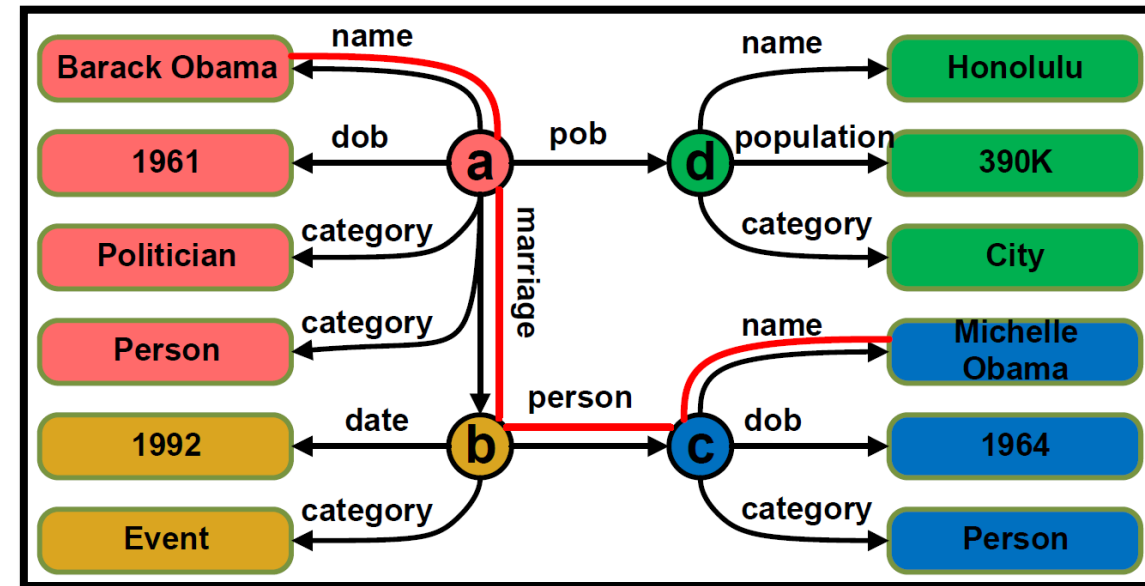 name
name
Barack Obama
Honolulu
dob
pob
population
1961
a
d
390K
category
marriage
category
Politician
City
category
name
Person
Michelle
Obama
person
date
dob
1992
b
c
1964
category
category
Event
Person